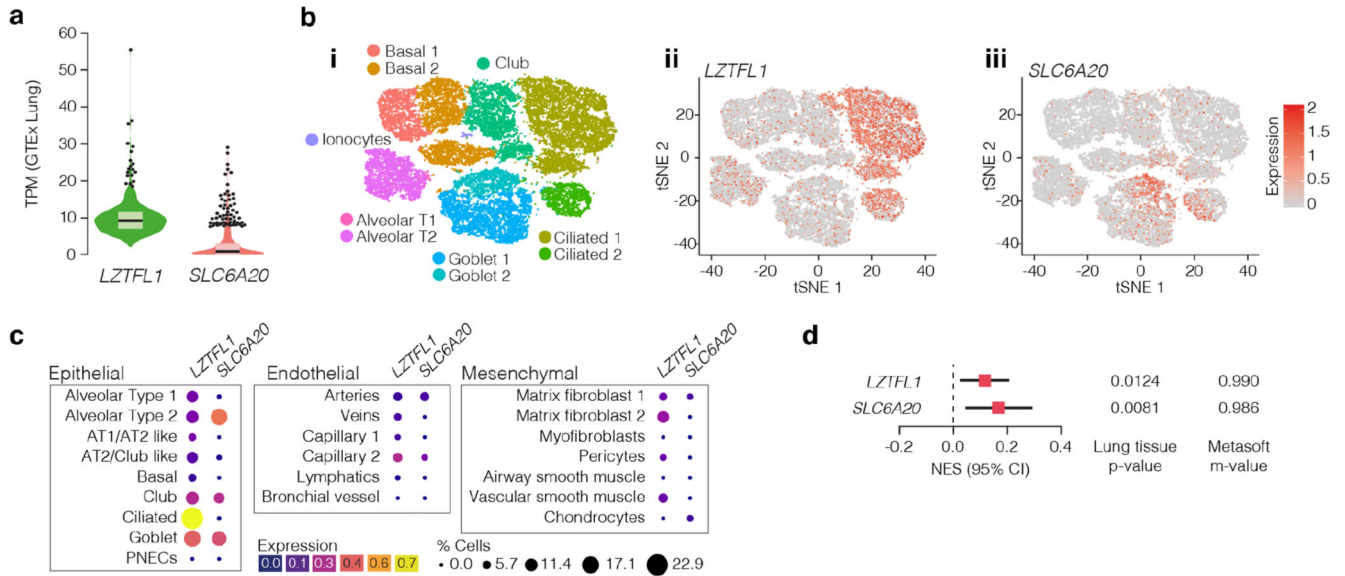 a
TPM (GTEx Lung)
60
50
40
30
20
10
0
LZTFL1
SLC6A20
b
i
Basal 1
Basal 2
Club
Ionocytes
Alveolar T1
Alveolar T2
Goblet 1
Goblet 2
Ciliated 1
Ciliated 2
ii
LZTFL1
tSNE 2
20
0
-20
-40
-40 -20 0 20 40
tSNE 1
iii
SLC6A20
tSNE 2
20
0
-20
-40
-40 -20 0 20 40
tSNE 1
Expression
2
1.5
1
0.5
0
c
LZTFL1
SLC6A20
Epithelial
Alveolar Type 1
Alveolar Type 2
AT1/AT2 like
AT2/Club like
Basal
Club
Ciliated
Goblet
PNECs
LZTFL1
SLC6A20
Endothelial
Arteries
Veins
Capillary 1
Capillary 2
Lymphatics
Bronchial vessel
LZTFL1
SLC6A20
Mesenchymal
Matrix fibroblast 1
Matrix fibroblast 2
Myofibroblasts
Pericytes
Airway smooth muscle
Vascular smooth muscle
Chondrocytes
Expression
0.0 0.1 0.3 0.4 0.6 0.7
% Cells
0.0 5.7 11.4 17.1 22.9
d
LZTFL1 0.0124 0.990
SLC6A20 0.0081 0.986
-0.2 0.0 0.2 0.4
NES (95% CI)
Lung tissue
p-value
Metasoft
m-value